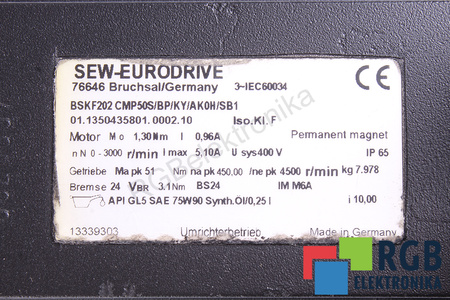 SEW-EURODRIVE
76646 Bruchsal/Germany 3~IEC60034 CE
BSKF202 CMP50S/BP/KY/AK0H/SB1
01.1350435801.0002.10 Iso.Kl. F
Motor Mo 1,30Nm I 0,96A Permanent magnet
n N 0-3000 r/min I max 5,10A U sys400 V IP 65
Getriebe Ma pk 51 Nm na pk 450,00 /ne pk 4500 r/min kg 7.978
Bremse 24 VBR 3.1Nm BS24 IM M6A
API GL5 SAE 75W90 Synth.Öl/0,25 l i 10,00
13339303 Umrichterbetrieb Made in Germany
RGBelektronika
RGB
ELEKTRONIKA